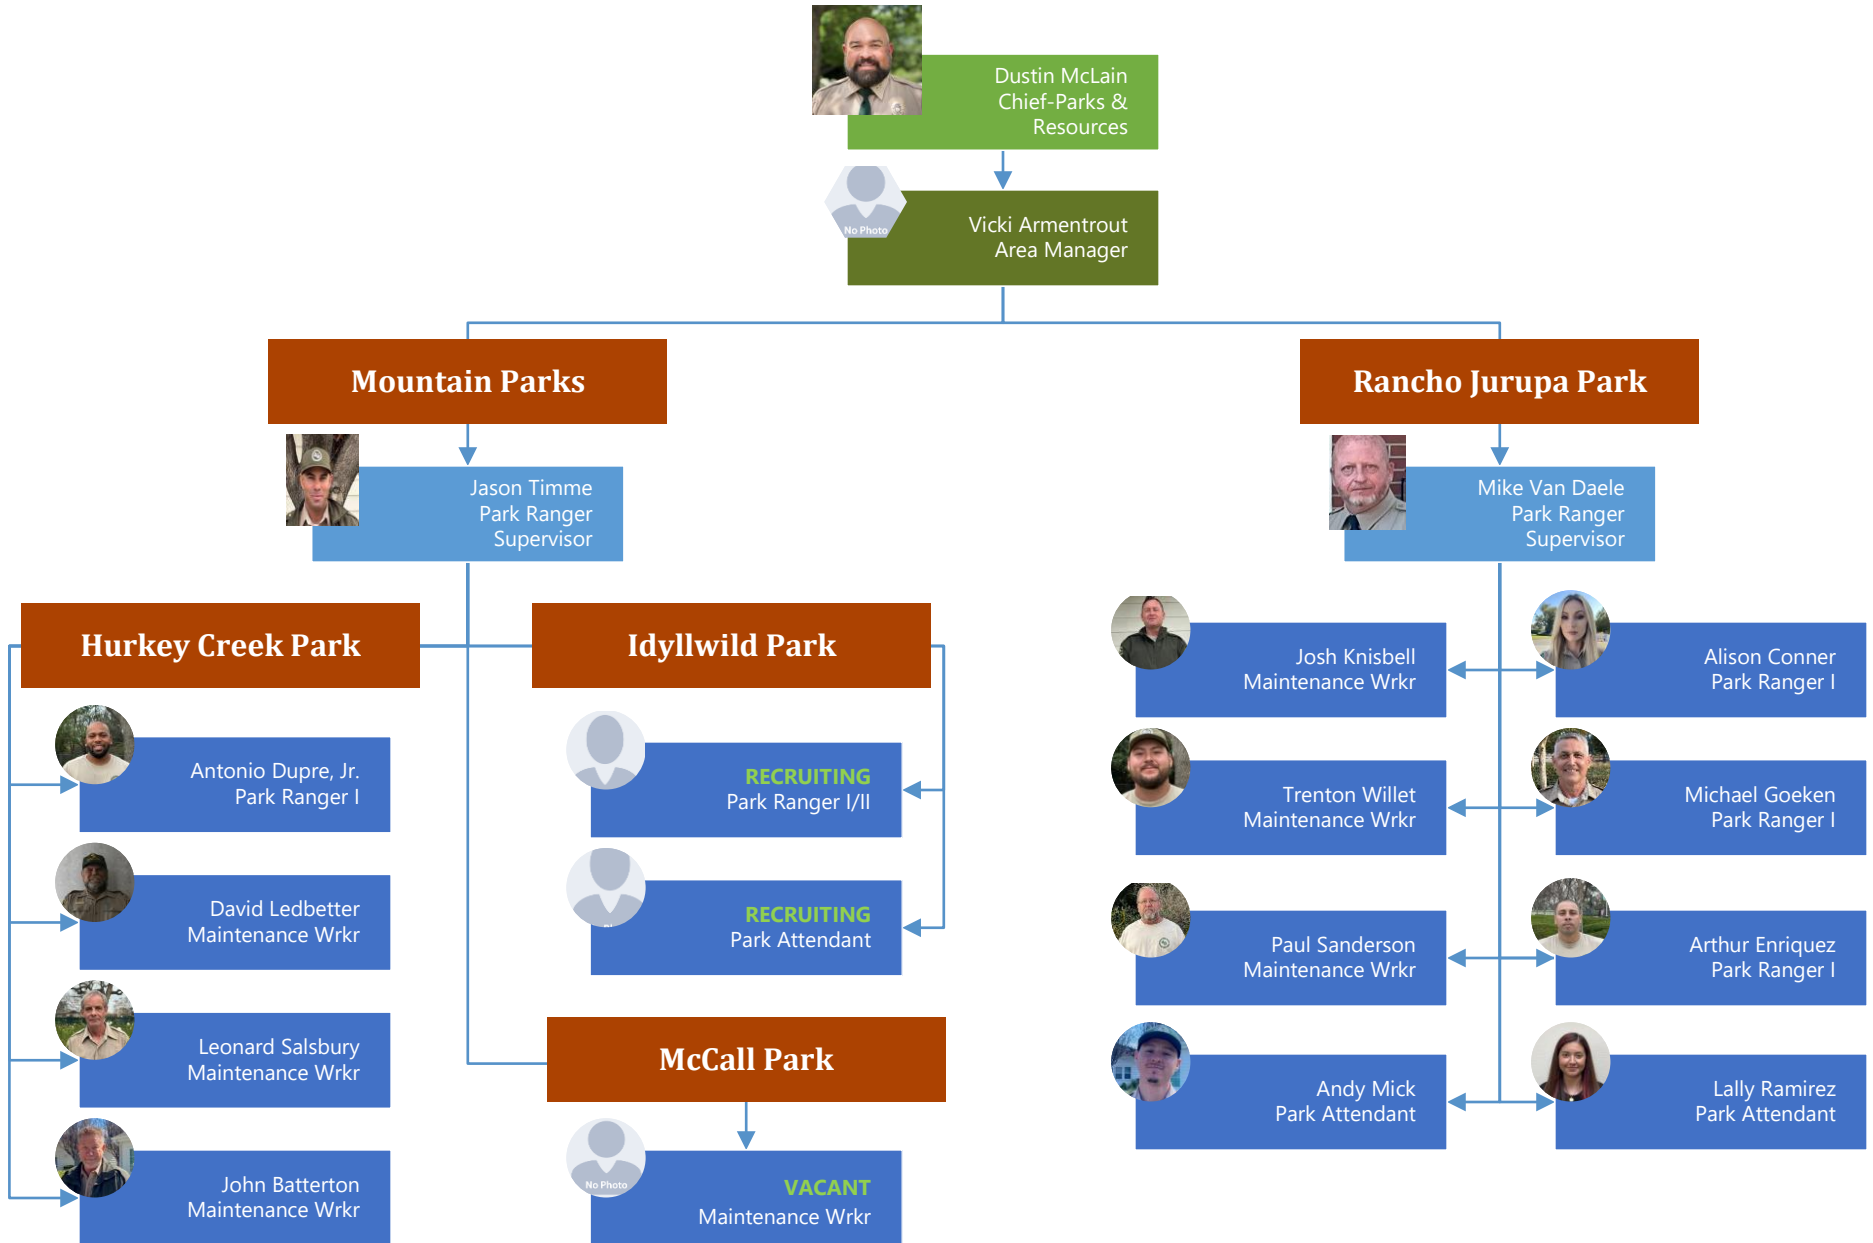 Dustin McLain
Chief-Parks &
Resources
No Photo
Vicki Armentrout
Area Manager
Mountain Parks
Rancho Jurupa Park
Jason Timme
Park Ranger
Supervisor
Mike Van Daele
Park Ranger
Supervisor
Hurkey Creek Park
Antonio Dupre, Jr.
Park Ranger I
David Ledbetter
Maintenance Wrkr
Leonard Salsbury
Maintenance Wrkr
John Batterton
Maintenance Wrkr
Idyllwild Park
RECRUITING
Park Ranger I/II
RECRUITING
Park Attendant
McCall Park
No Photo
VACANT
Maintenance Wrkr
Josh Knisbell
Maintenance Wrkr
Trenton Willet
Maintenance Wrkr
Paul Sanderson
Maintenance Wrkr
Andy Mick
Park Attendant
Alison Conner
Park Ranger I
Michael Goeken
Park Ranger I
Arthur Enriquez
Park Ranger I
Lally Ramirez
Park Attendant